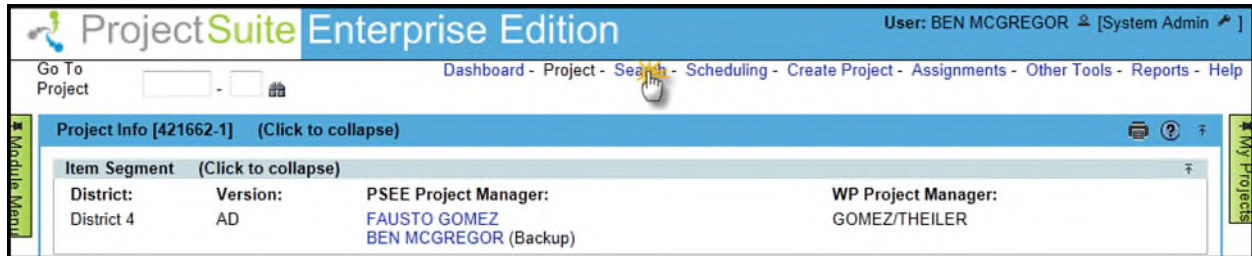 ProjectSuite Enterprise Edition
User: BEN MCGREGOR [System Admin ]
Go To
Project -
Dashboard - Project - Search - Scheduling - Create Project - Assignments - Other Tools - Reports - Help
Module Menu
Project Info [421662-1] (Click to collapse)
My Projects
Item Segment (Click to collapse)
District: Version: PSEE Project Manager: WP Project Manager:
District 4 AD FAUSTO GOMEZ GOMEZ/THEILER
BEN MCGREGOR (Backup)